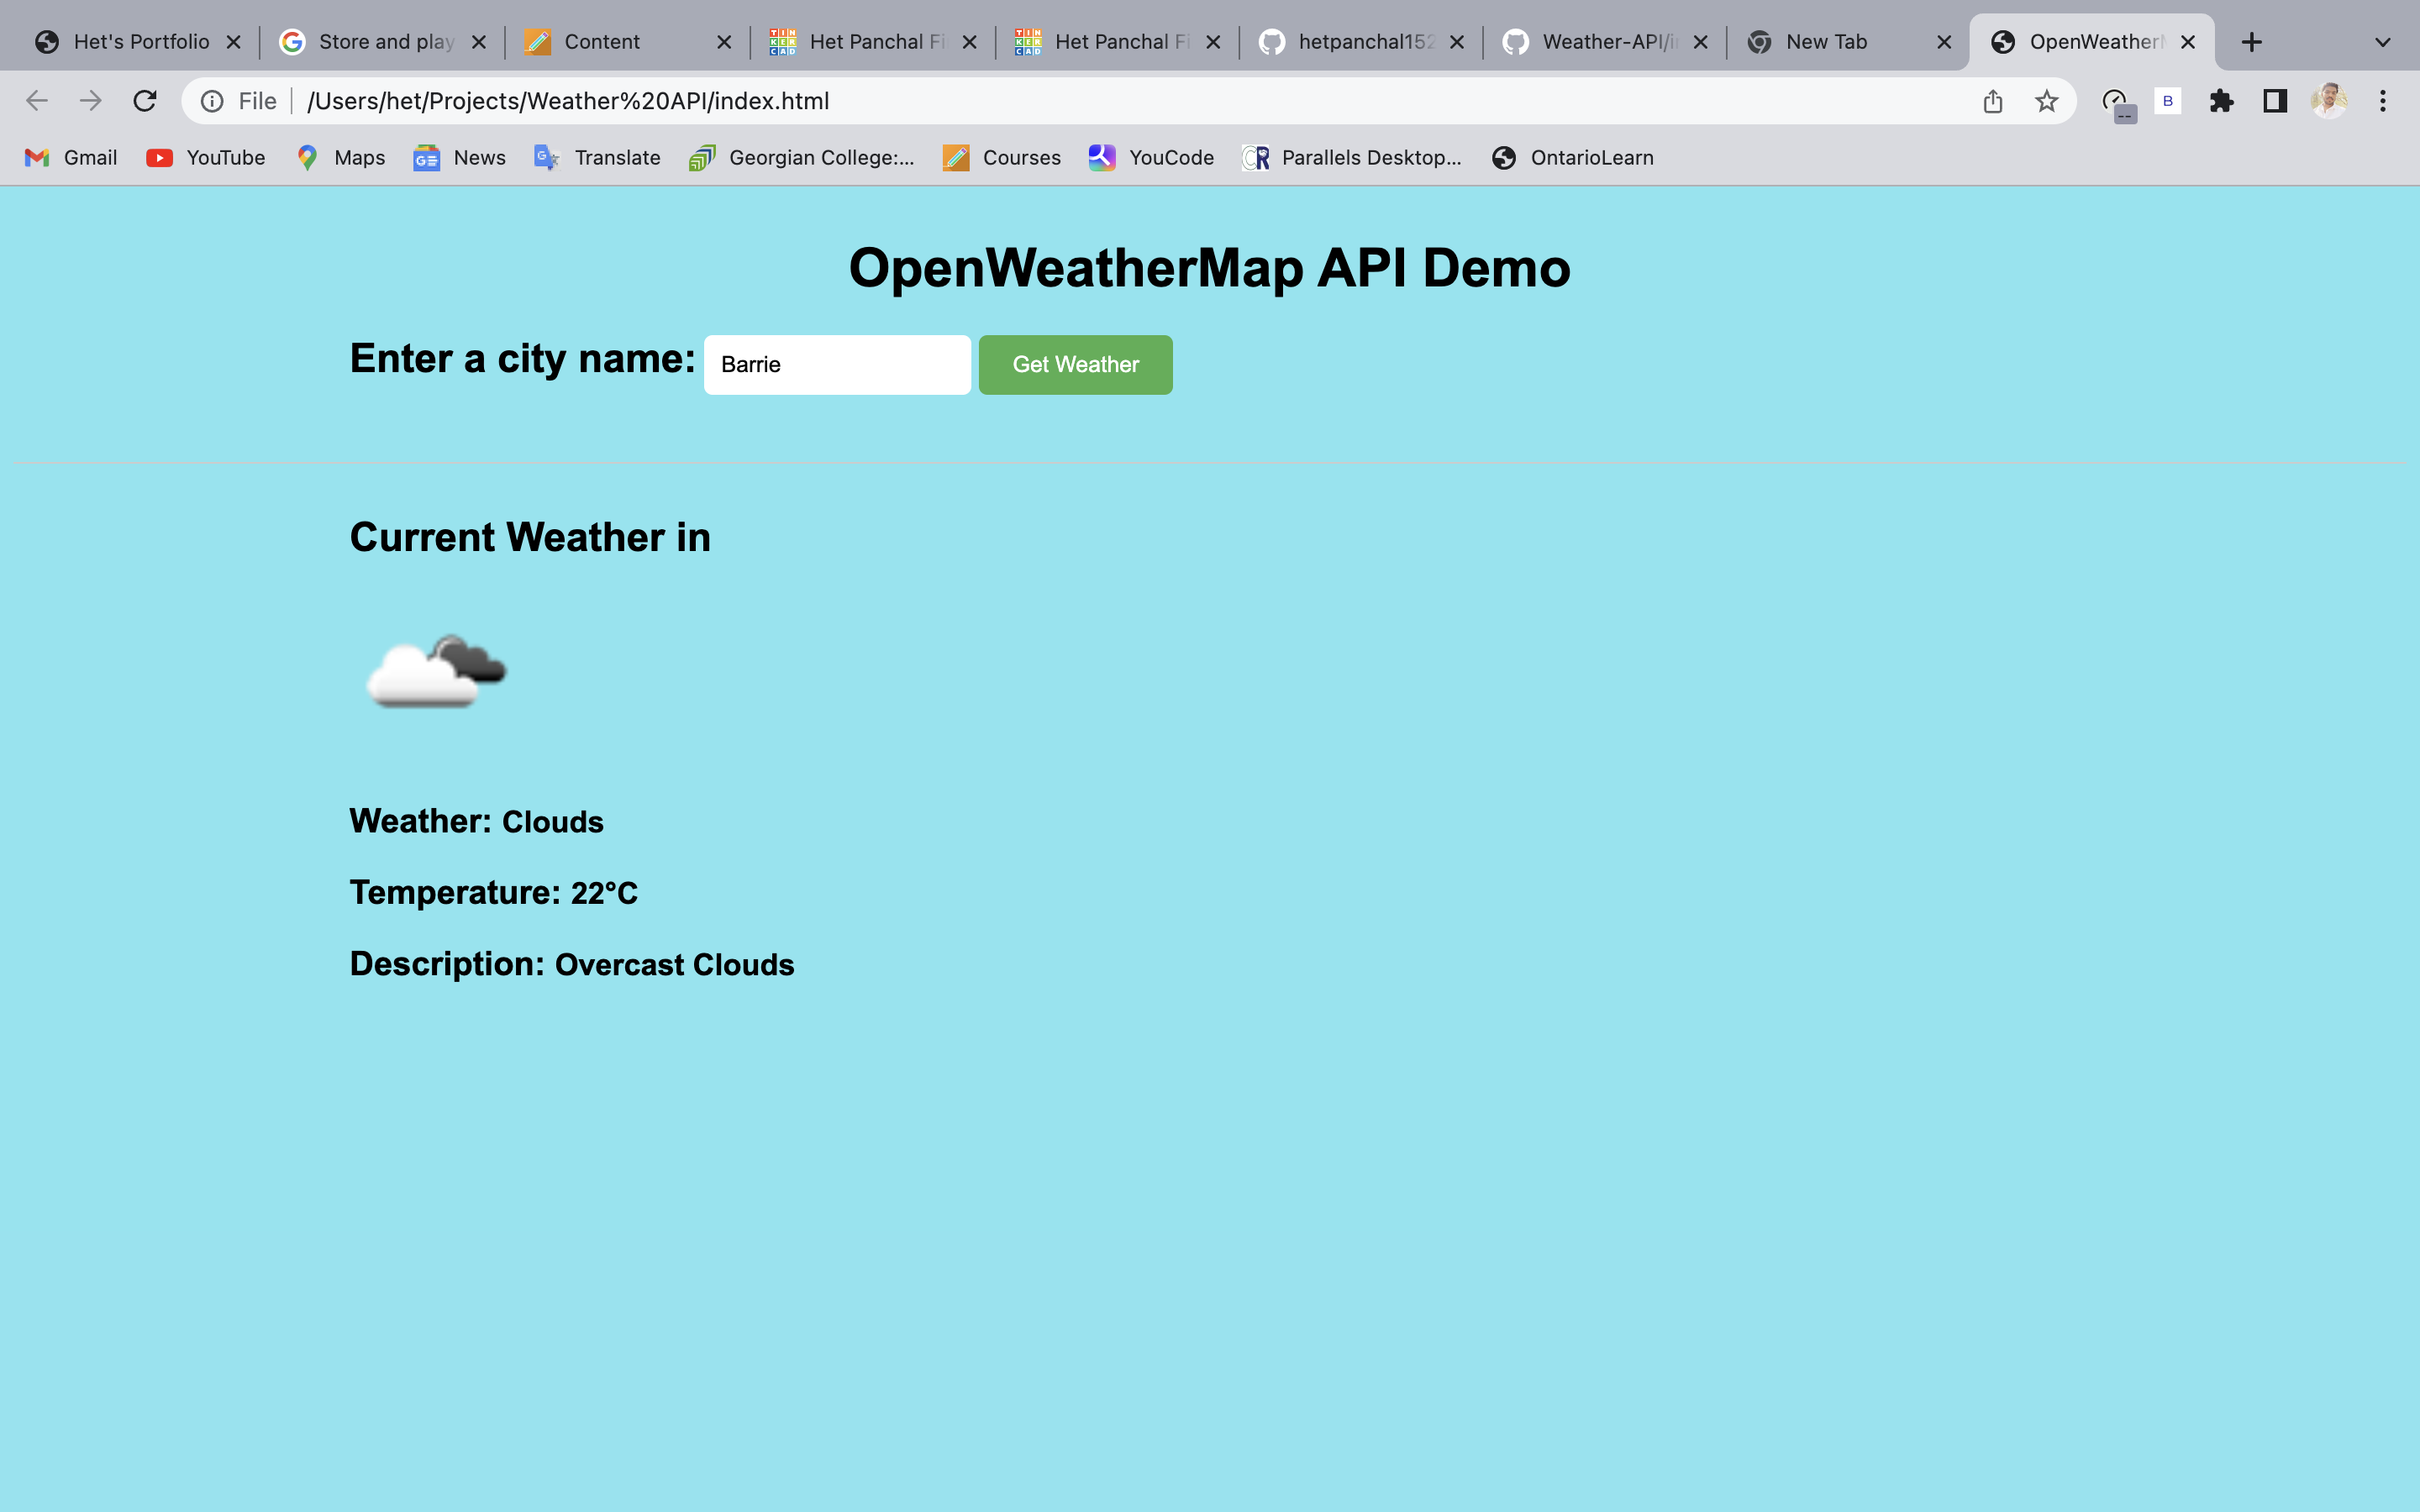 Het's Portfolio Store and play Content Het Panchal Het Panchal hetpanchal152 Weather-API/ New Tab OpenWeather
File /Users/het/Projects/Weather%20API/index.html B --
Gmail YouTube Maps News Translate Georgian College:... Courses YouCode Parallels Desktop... OntarioLearn
OpenWeatherMap API Demo
Enter a city name: Barrie Get Weather
Current Weather in
Weather: Clouds
Temperature: 22°C
Description: Overcast Clouds